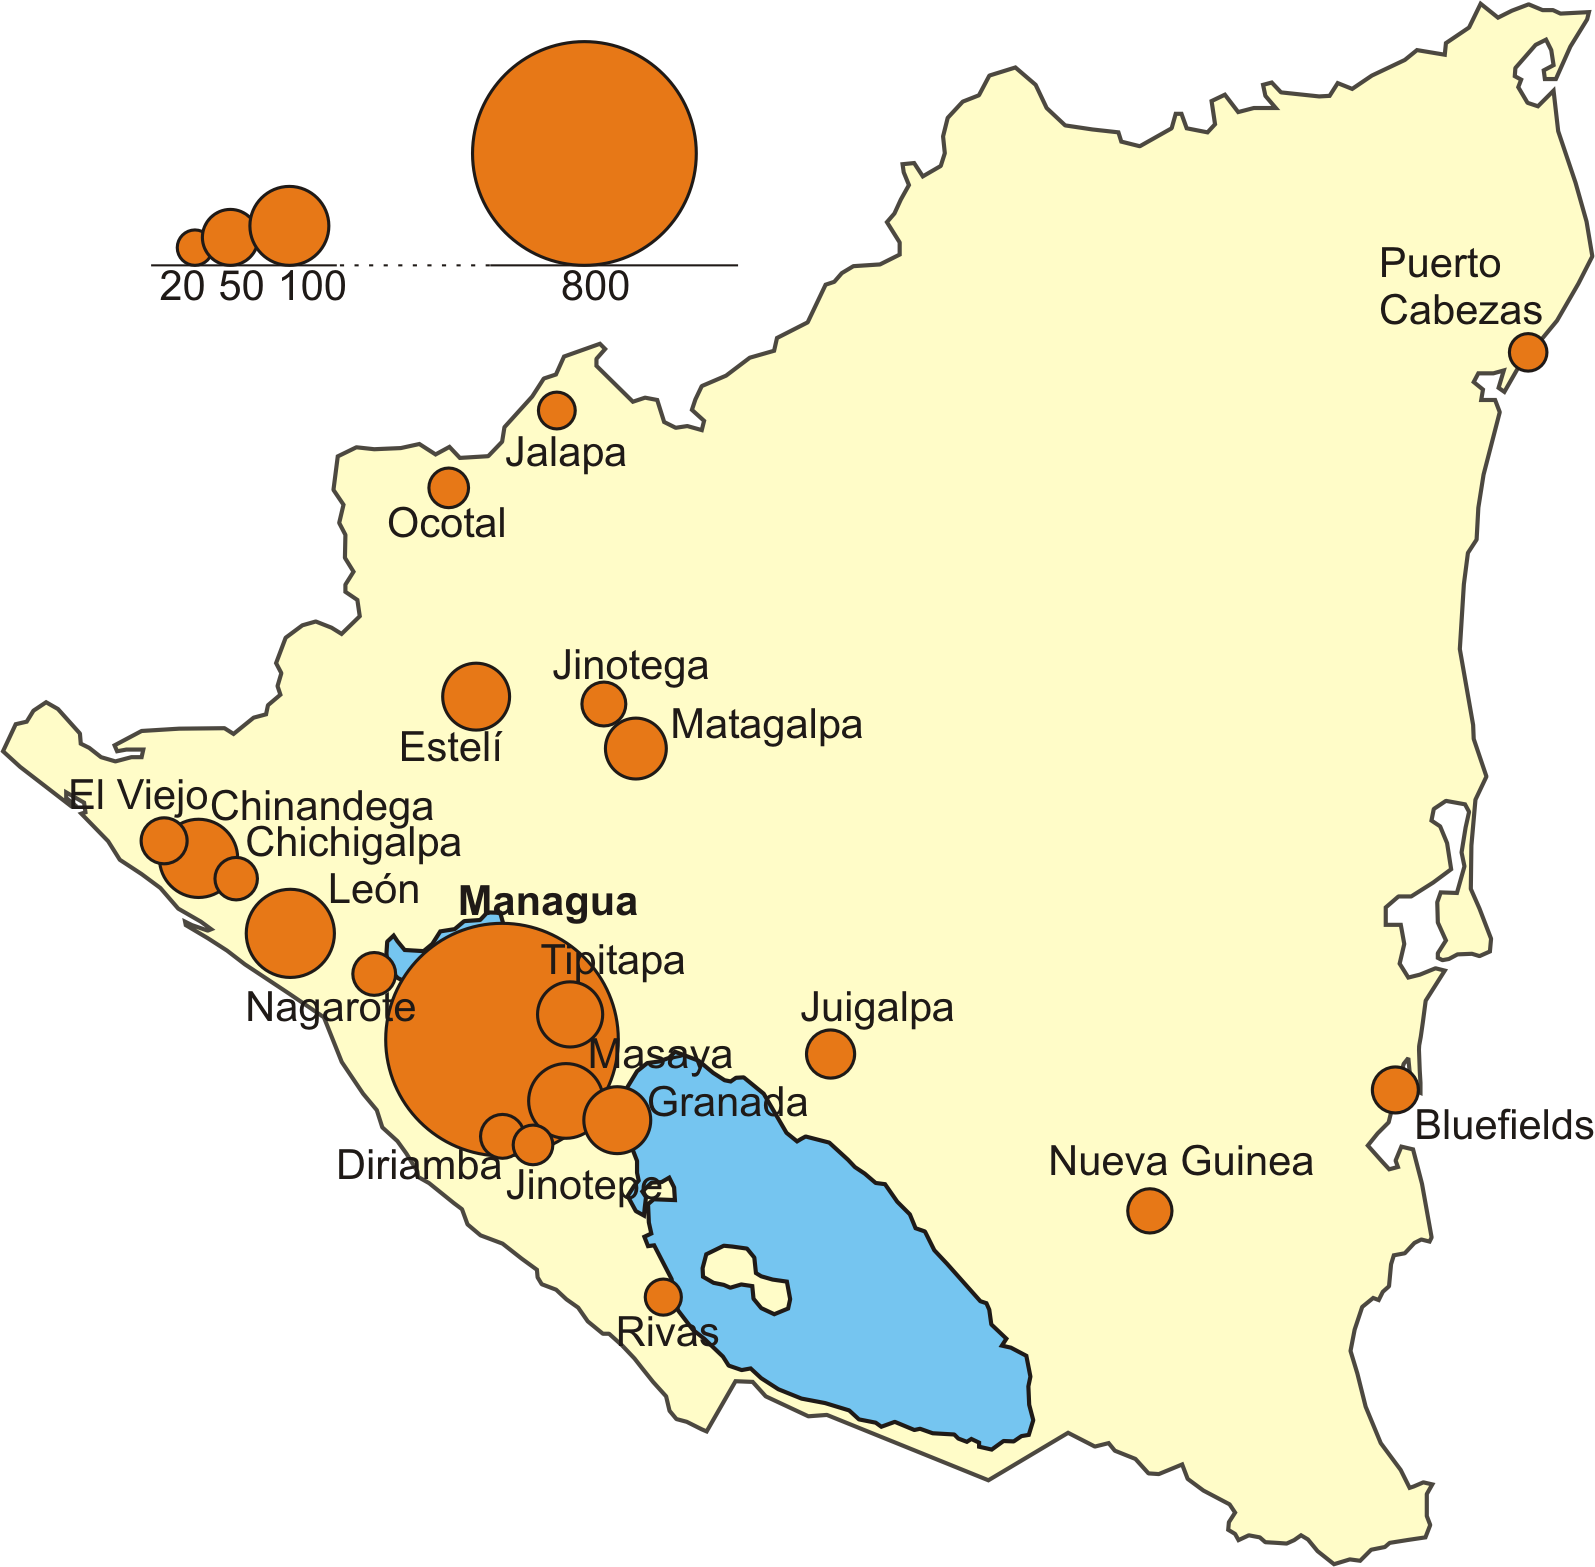 20 50 100 800
Puerto
Cabezas
Jalapa
Ocotal
Jinotega
Matagalpa
Estelí
El Viejo
Chinandega
Chichigalpa
León
Managua
Tipitapa
Nagarote
Juigalpa
Masaya
Granada
Bluefields
Diriamba
Jinotepe
Nueva Guinea
Rivas